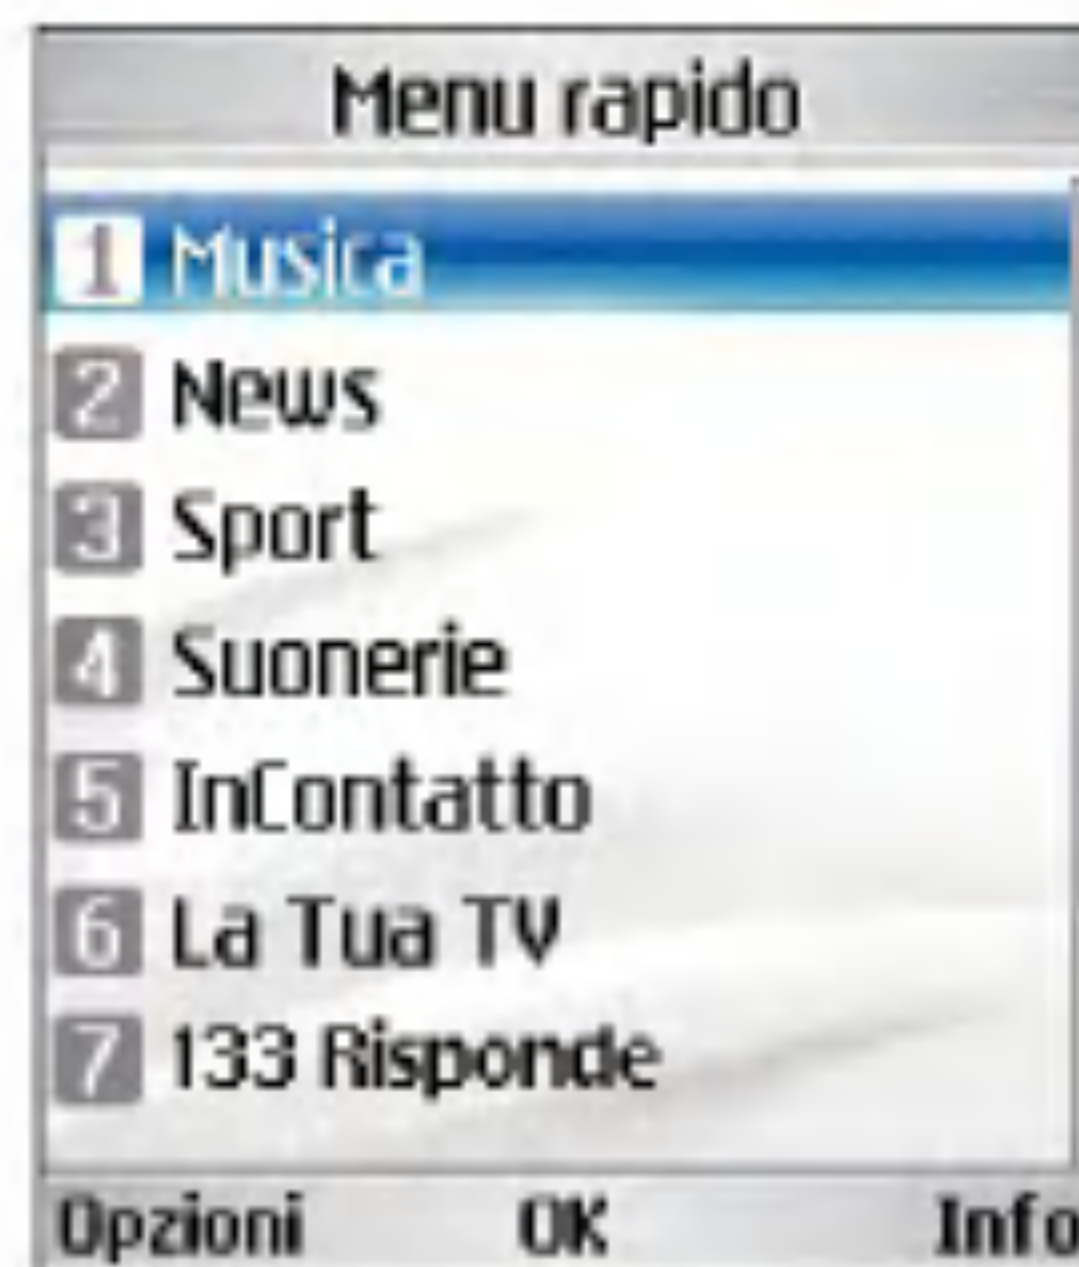 Menu rapido
1 Musica
2 News
3 Sport
4 Suonerie
5 InContatto
6 La Tua TV
7 133 Risponde
Opzioni OK Info